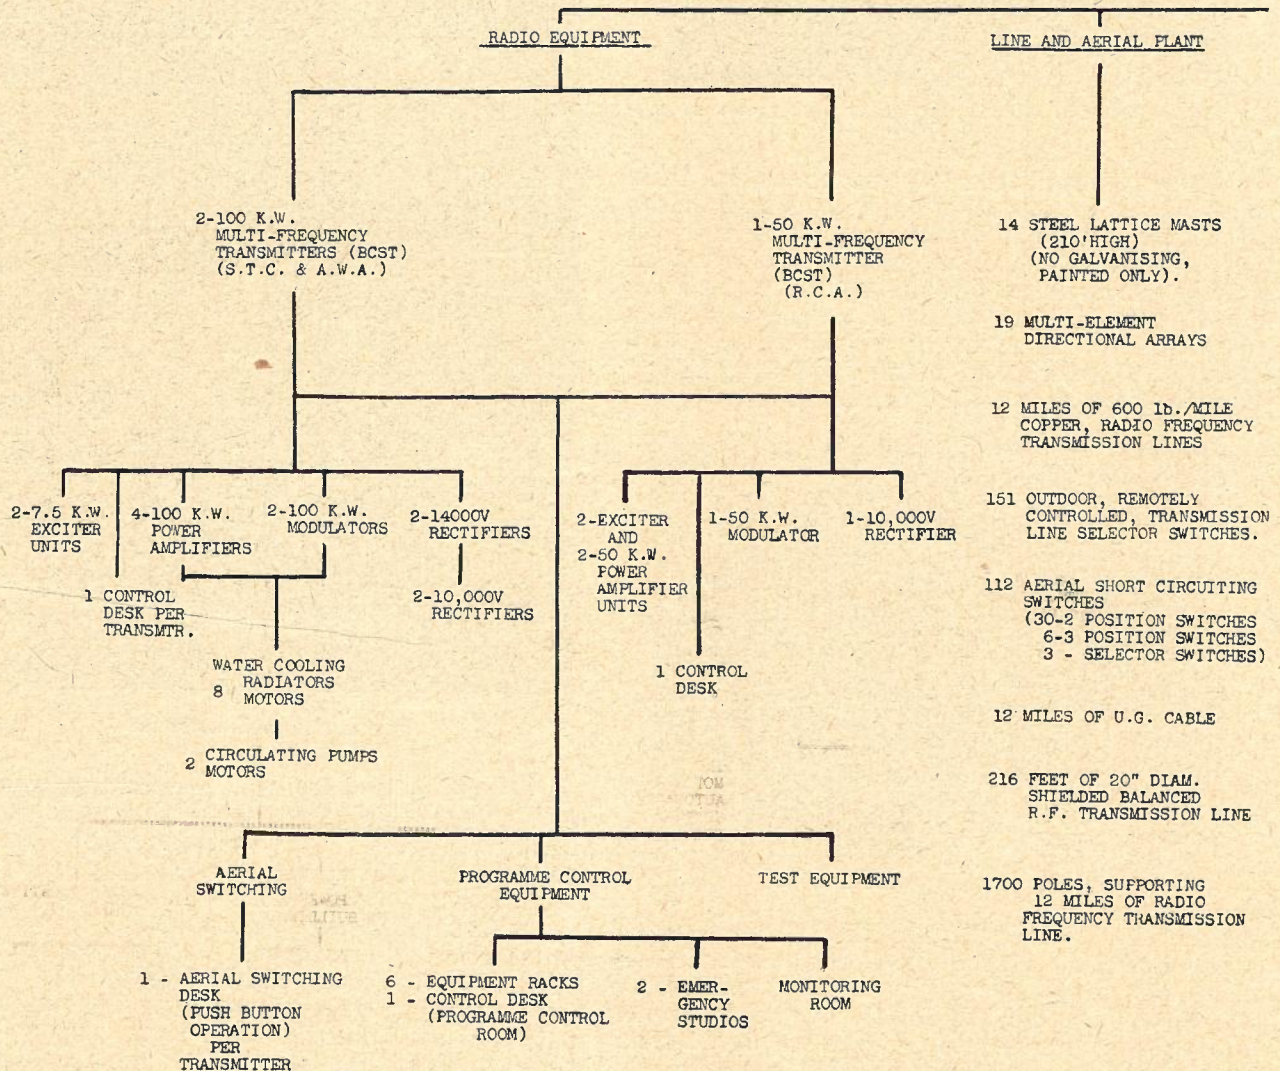 RADIO EQUIPMENT
LINE AND AERIAL PLANT
2-100 K.W.
MULTI-FREQUENCY
TRANSMITTERS (BCST)
(S.T.C. & A.W.A.)
1-50 K.W.
MULTI-FREQUENCY
TRANSMITTER
(BCST)
(R.C.A.)
14 STEEL LATTICE MASTS
(210'HIGH)
(NO GALVANISING,
PAINTED ONLY).
19 MULTI-ELEMENT
DIRECTIONAL ARRAYS
12 MILES OF 600 lb./MILE
COPPER, RADIO FREQUENCY
TRANSMISSION LINES
151 OUTDOOR, REMOTELY
CONTROLLED, TRANSMISSION
LINE SELECTOR SWITCHES.
112 AERIAL SHORT CIRCUITING
SWITCHES
(30-2 POSITION SWITCHES
6-3 POSITION SWITCHES
3 - SELECTOR SWITCHES)
12 MILES OF U.G. CABLE
216 FEET OF 20" DIAM.
SHIELDED BALANCED
R.F. TRANSMISSION LINE
1700 POLES, SUPPORTING
12 MILES OF RADIO
FREQUENCY TRANSMISSION
LINE.
2-7.5 K.W.
EXCITER
UNITS
1 CONTROL
DESK PER
TRANSMTR.
4-100 K.W.
POWER
AMPLIFIERS
2-100 K.W.
MODULATORS
2-14000V
RECTIFIERS
2-10,000V
RECTIFIERS
WATER COOLING
RADIATORS
8 MOTORS
2 CIRCULATING PUMPS
MOTORS
2-EXCITER
AND
2-50 K.W.
POWER
AMPLIFIER
UNITS
1 CONTROL
DESK
1-50 K.W.
MODULATOR
1-10,000V
RECTIFIER
AERIAL
SWITCHING
PROGRAMME CONTROL
EQUIPMENT
TEST EQUIPMENT
1 - AERIAL SWITCHING
DESK
(PUSH BUTTON
OPERATION)
PER
TRANSMITTER
6 - EQUIPMENT RACKS
1 - CONTROL DESK
(PROGRAMME CONTROL
ROOM)
2 - EMER-
GENCY
STUDIOS
MONITORING
ROOM